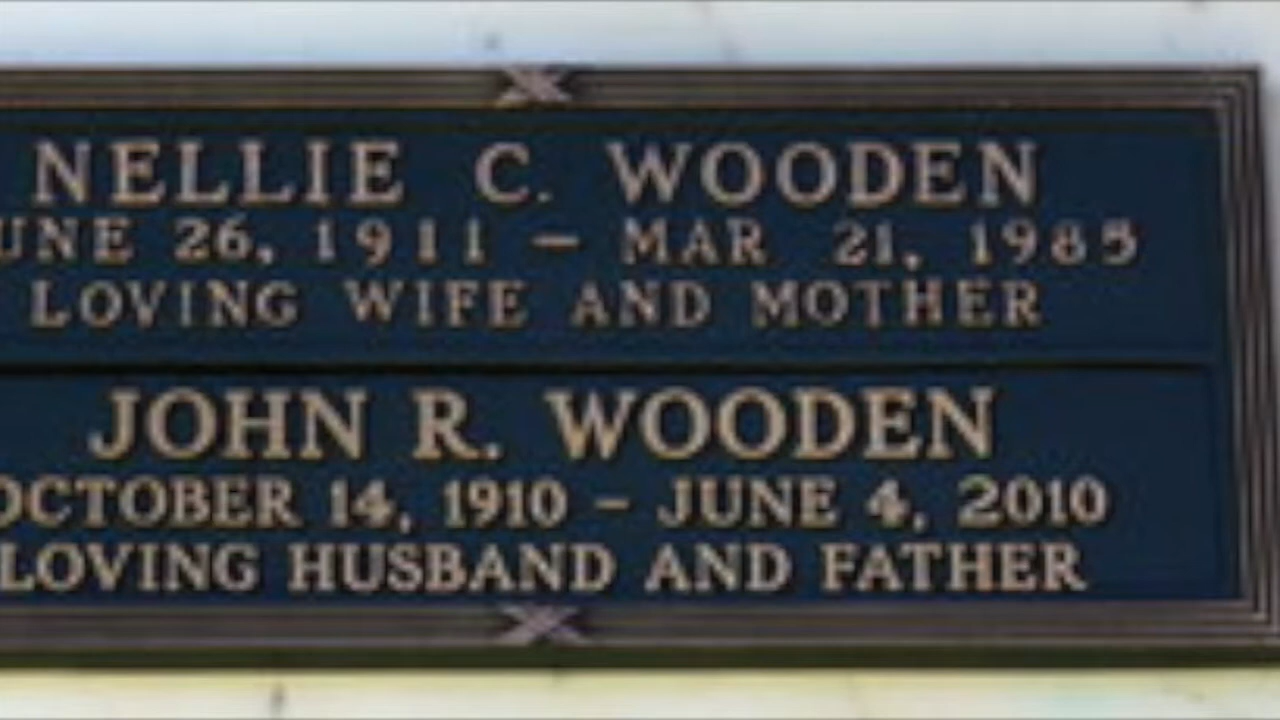 NELLIE C. WOODEN
UNE 26, 1911 – MAR 21, 1985
LOVING WIFE AND MOTHER
JOHN R. WOODEN
OCTOBER 14, 1910 – JUNE 4, 2010
LOVING HUSBAND AND FATHER